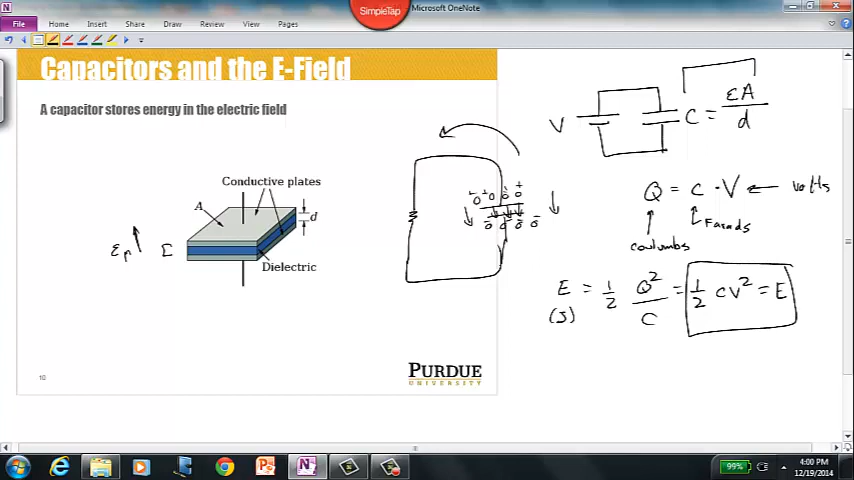 SimpleTap
Microsoft OneNote
File Home Insert Share Draw Review View Pages
Capacitors and the E-Field
A capacitor stores energy in the electric field
Conductive plates
A
d
Dielectric
εr
Σ
V
C = εA/d
Q = C · V ← volts
coulombs
Farads
E = 1/2 Q²/C = 1/2 CV² = E
(J)
PURDUE
UNIVERSITY
10
99%
4:00 PM
12/19/2014